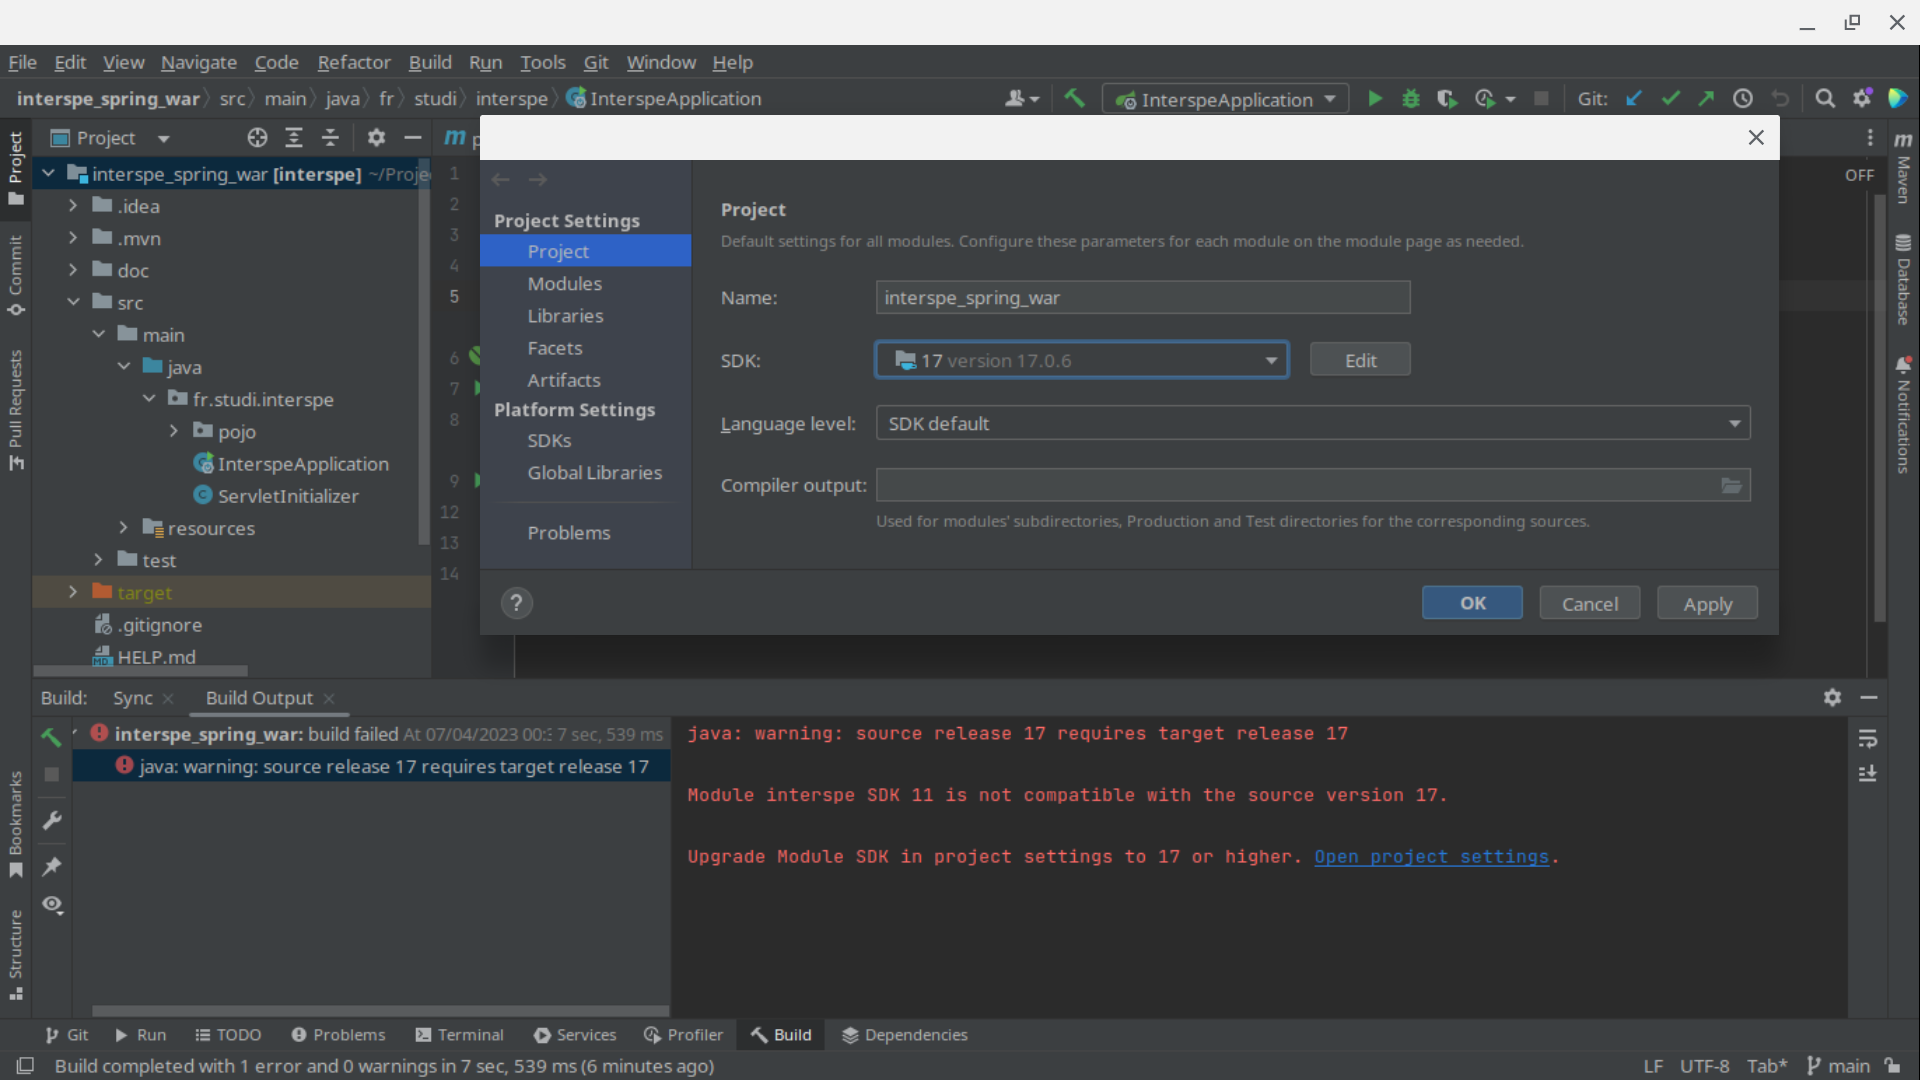 File Edit View Navigate Code Refactor Build Run Tools Git Window Help
interspe_spring_war src main java fr studi interspe InterspeApplication InterspeApplication Git:
Project
Project
interspe_spring_war [interspe] ~/Proje
.idea
.mvn
doc
src
main
java
fr.studi.interspe
pojo
InterspeApplication
ServletInitializer
resources
test
target
.gitignore
HELP.md
Commit
Pull Requests
Bookmarks
Structure
m p
1
2
3
4
5
6
7
8
9
12
13
14
OFF
m Maven
Database
Notifications
Project Settings
Project
Modules
Libraries
Facets
Artifacts
Platform Settings
SDKs
Global Libraries
Problems
Project
Default settings for all modules. Configure these parameters for each module on the module page as needed.
Name: interspe_spring_war
SDK: 17 version 17.0.6 Edit
Language level: SDK default
Compiler output:
Used for modules' subdirectories, Production and Test directories for the corresponding sources.
? OK Cancel Apply
Build: Sync Build Output
interspe_spring_war: build failed At 07/04/2023 00:3 7 sec, 539 ms
java: warning: source release 17 requires target release 17
java: warning: source release 17 requires target release 17
Module interspe SDK 11 is not compatible with the source version 17.
Upgrade Module SDK in project settings to 17 or higher. Open project settings.
Git Run TODO Problems Terminal Services Profiler Build Dependencies
Build completed with 1 error and 0 warnings in 7 sec, 539 ms (6 minutes ago) LF UTF-8 Tab* main